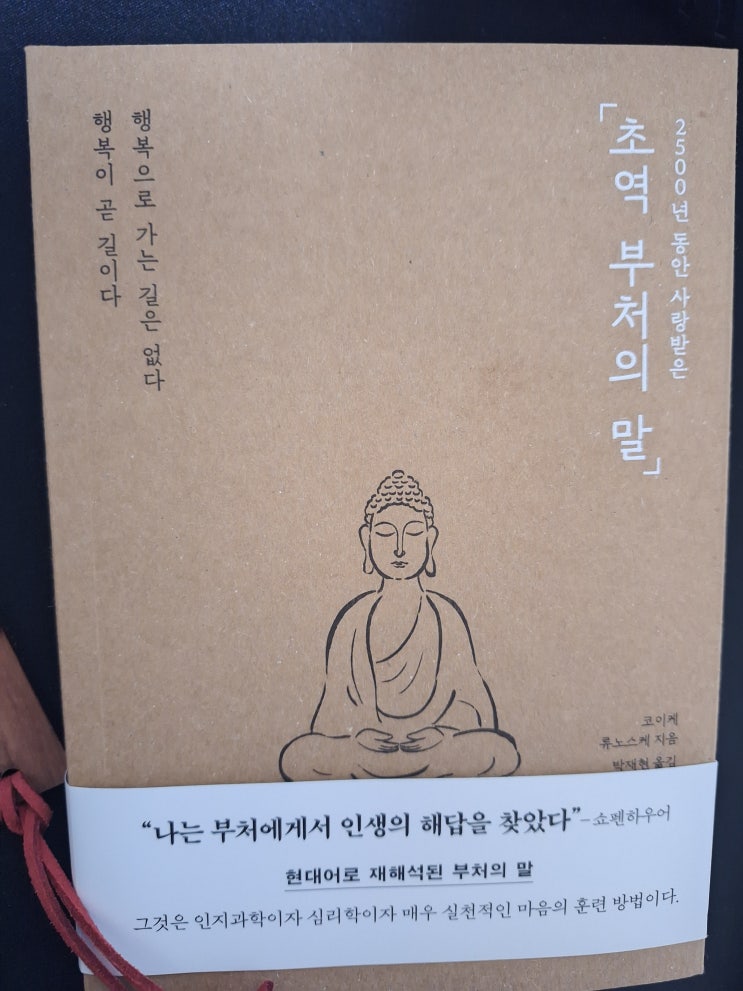 2500년 동안 사랑받은
「초역 부처의 말」
행복으로 가는 길은 없다
행복이 곧 길이다
코이케
류노스케 지음
박재현 옮김
“나는 부처에게서 인생의 해답을 찾았다”-쇼펜하우어
현대어로 재해석된 부처의 말
그것은 인지과학이자 심리학이자 매우 실천적인 마음의 훈련 방법이다.